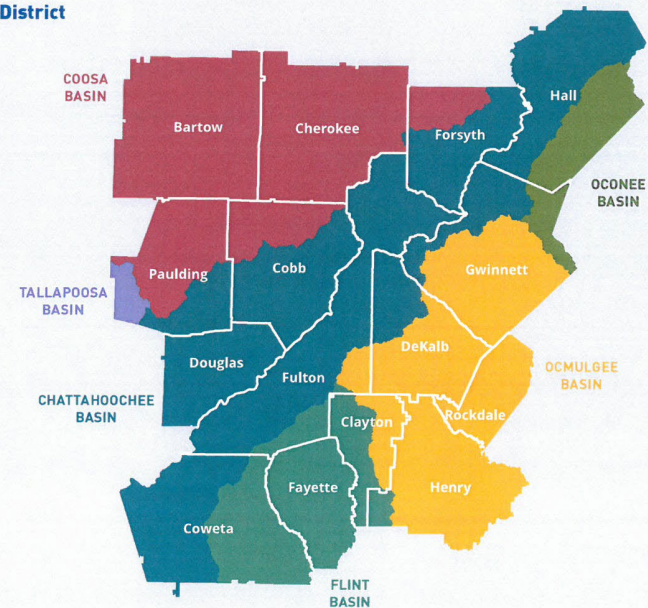 District
COOSA
BASIN
Hall
Bartow
Cherokee
Forsyth
OCONEE
BASIN
Paulding
Cobb
Gwinnett
TALLAPOOSA
BASIN
DeKalb
Douglas
Fulton
OCMULGEE
BASIN
CHATTAHOOCHEE
BASIN
Clayton
Rockdale
Fayette
Henry
Coweta
FLINT
BASIN